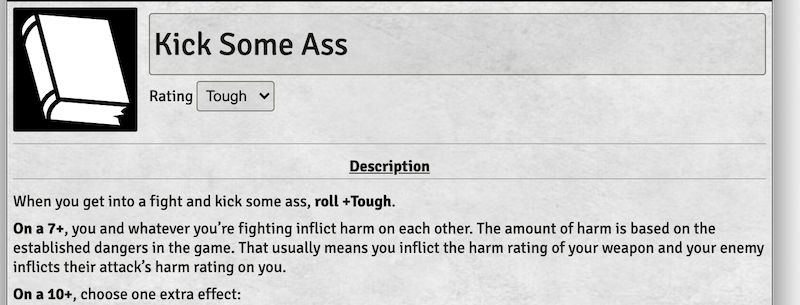 Kick Some Ass
Rating Tough
Description
When you get into a fight and kick some ass, roll +Tough.
On a 7+, you and whatever you’re fighting inflict harm on each other. The amount of harm is based on the
established dangers in the game. That usually means you inflict the harm rating of your weapon and your enemy
inflicts their attack’s harm rating on you.
On a 10+, choose one extra effect: